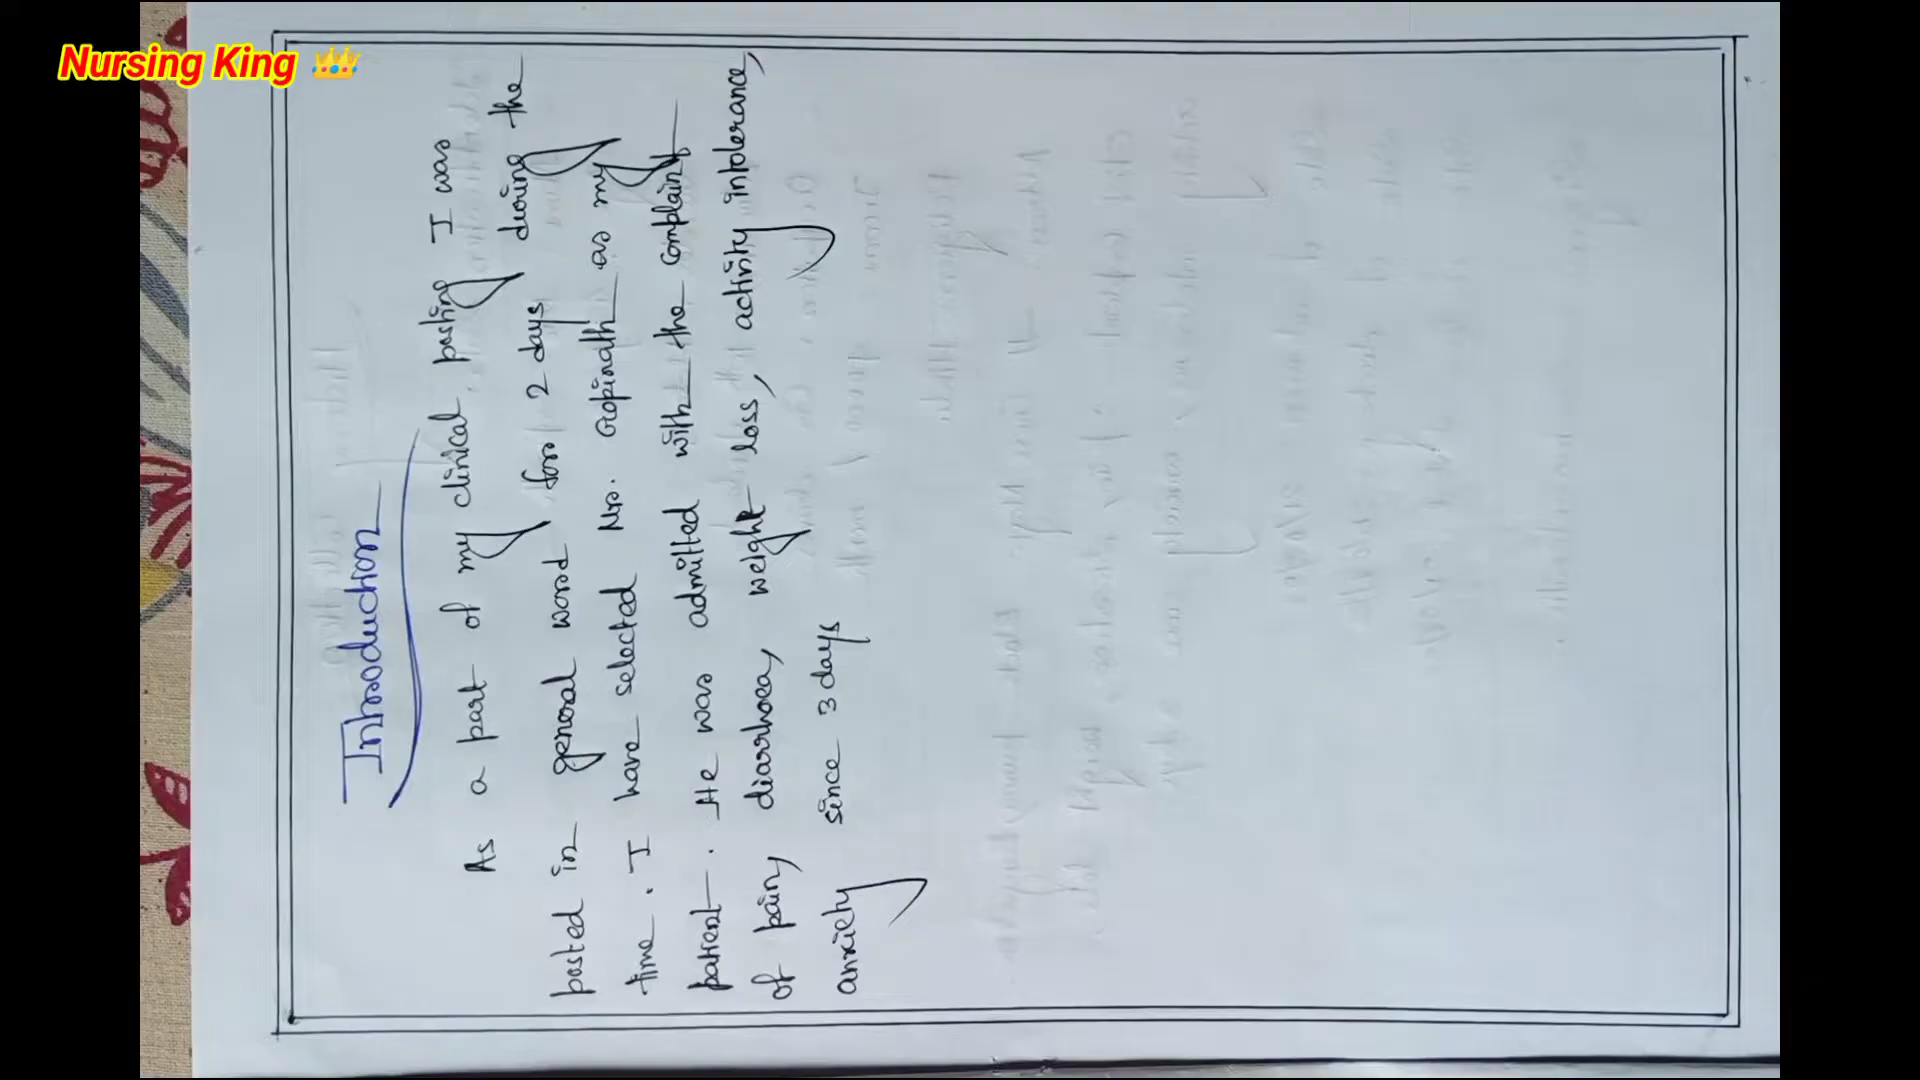 Nursing King 👑
Introduction
As a part of my clinical posting I was
posted in general ward for 2 days during the
time. I have selected Mr. Gopinath as my
patient. He was admitted with the complaint
of pain, diarrhoea, weight loss, activity intolerance,
anxiety since 3 days